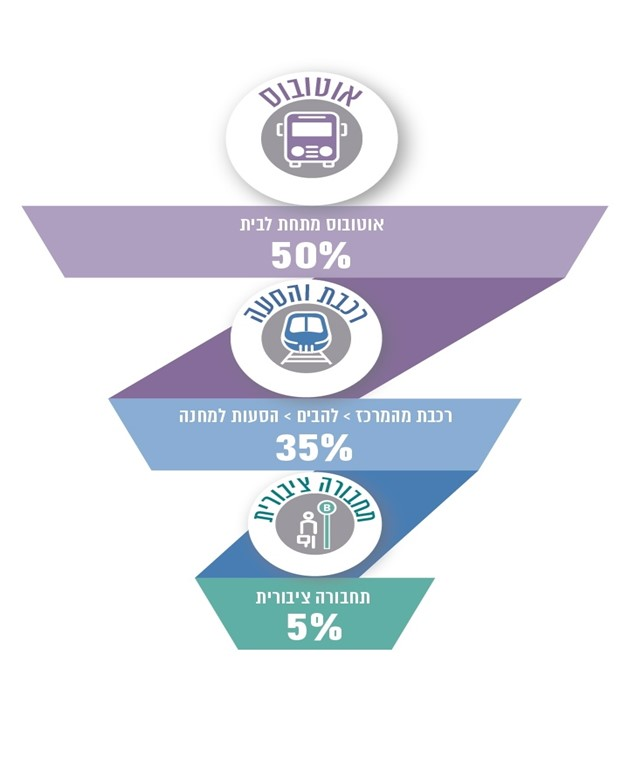 אוטובוס
אוטובוס מתחת לבית
50%
רכבת והסעה
רכבת מהמרכז > להבים > הסעות למחנה
35%
תחבורה ציבורית
B
תחבורה ציבורית
5%